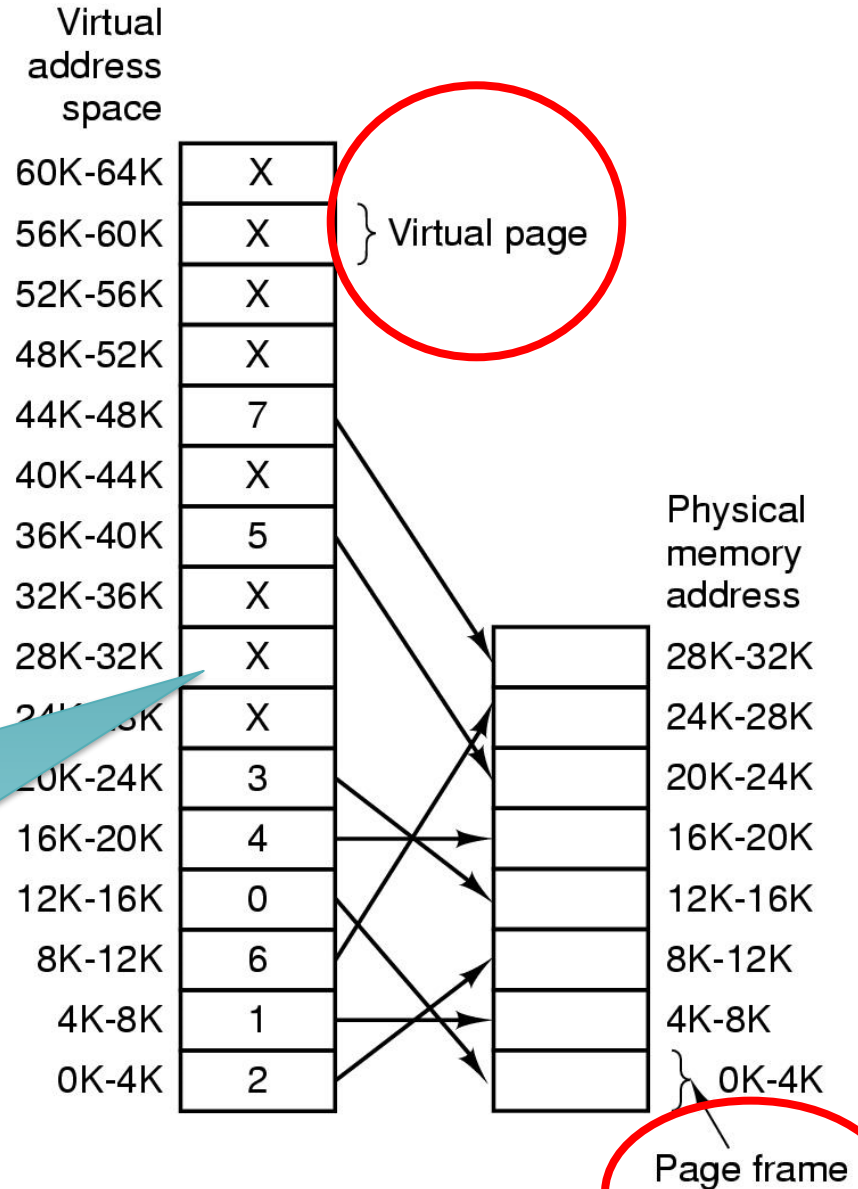 Virtual
address
space
60K-64K X
56K-60K X } Virtual page
52K-56K X
48K-52K X
44K-48K 7
40K-44K X
36K-40K 5
Physical
memory
address
32K-36K X
28K-32K X 28K-32K
X 24K-28K
20K-24K 3 20K-24K
16K-20K 4 16K-20K
12K-16K 0 12K-16K
8K-12K 6 8K-12K
4K-8K 1 4K-8K
0K-4K 2 } 0K-4K
Page frame